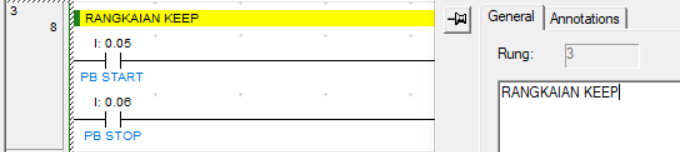 3
8
RANGKAIAN KEEP
I: 0.05
PB START
I: 0.06
PB STOP
General
Annotations
Rung:
3
RANGKAIAN KEEP